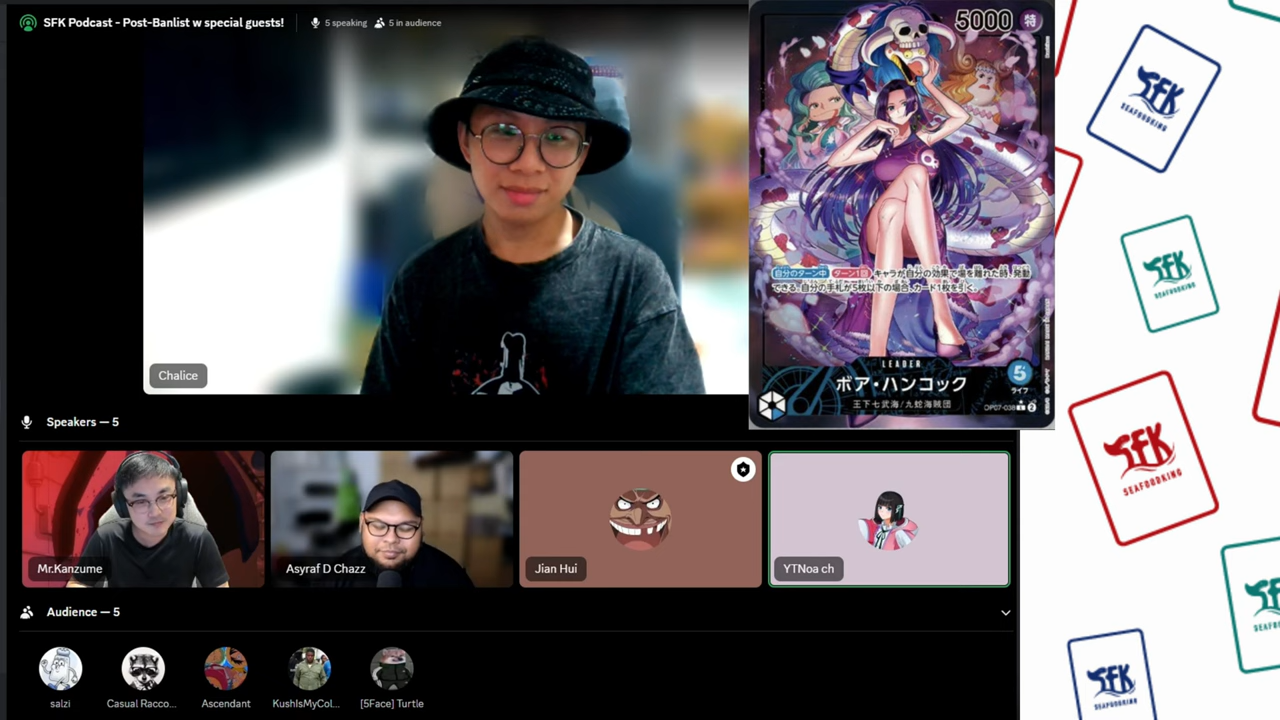 SFK Podcast - Post-Banlist w special guests!
5 speaking
5 in audience
Chalice
5000
特
自分のターン中 ターン1回 キャラが自分の効果で場を離れた時、発動
できる。自分の手札が5枚以下の場合、カード1枚を引く。
LEADER
ボア・ハンコック
王下七武海/九蛇海賊団
5
ライフ
OP07-038 L
2
Speakers — 5
Mr.Kanzume
Asyraf D Chazz
Jian Hui
YTNoa ch
Audience — 5
salzi
Casual Racco...
Ascendant
KushIsMyCol...
[5Face] Turtle
SFK
SEAFOODKING
SFK
SEAFOODKING
SFK
SEAFOODKING
SFK
SEAFOODKING